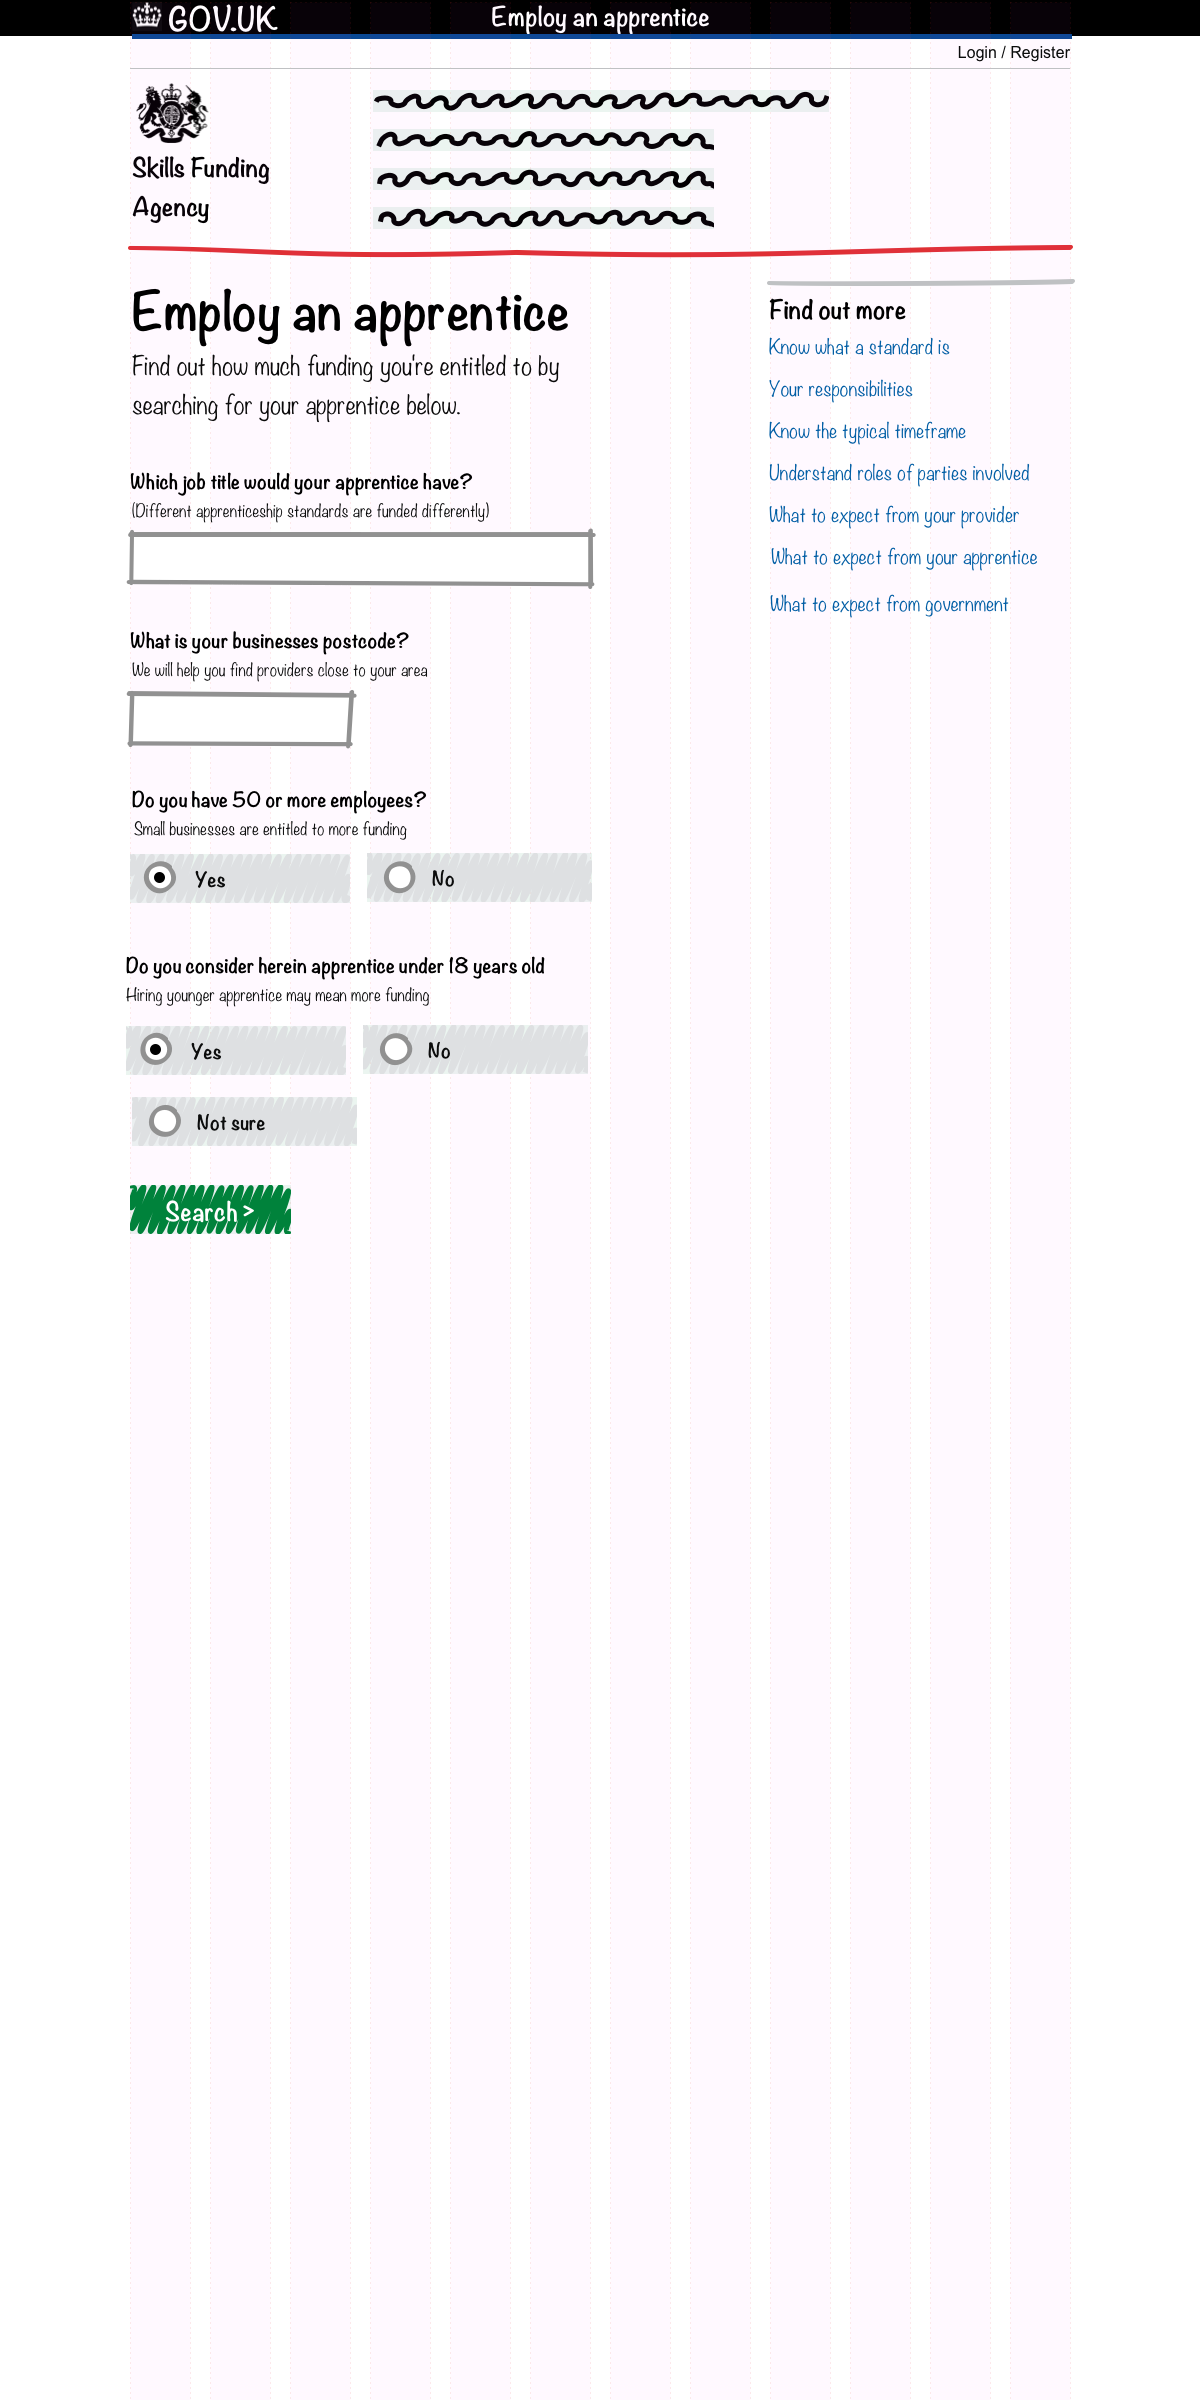 GOV.UK
Employ an apprentice
Login / Register
Skills Funding
Agency
Employ an apprentice
Find out how much funding you're entitled to by
searching for your apprentice below.
Which job title would your apprentice have?
(Different apprenticeship standards are funded differently)
What is your businesses postcode?
We will help you find providers close to your area
Do you have 50 or more employees?
Small businesses are entitled to more funding
Yes
No
Do you consider herein apprentice under 18 years old
Hiring younger apprentice may mean more funding
Yes
No
Not sure
Search >
Find out more
Know what a standard is
Your responsibilities
Know the typical timeframe
Understand roles of parties involved
What to expect from your provider
What to expect from your apprentice
What to expect from government